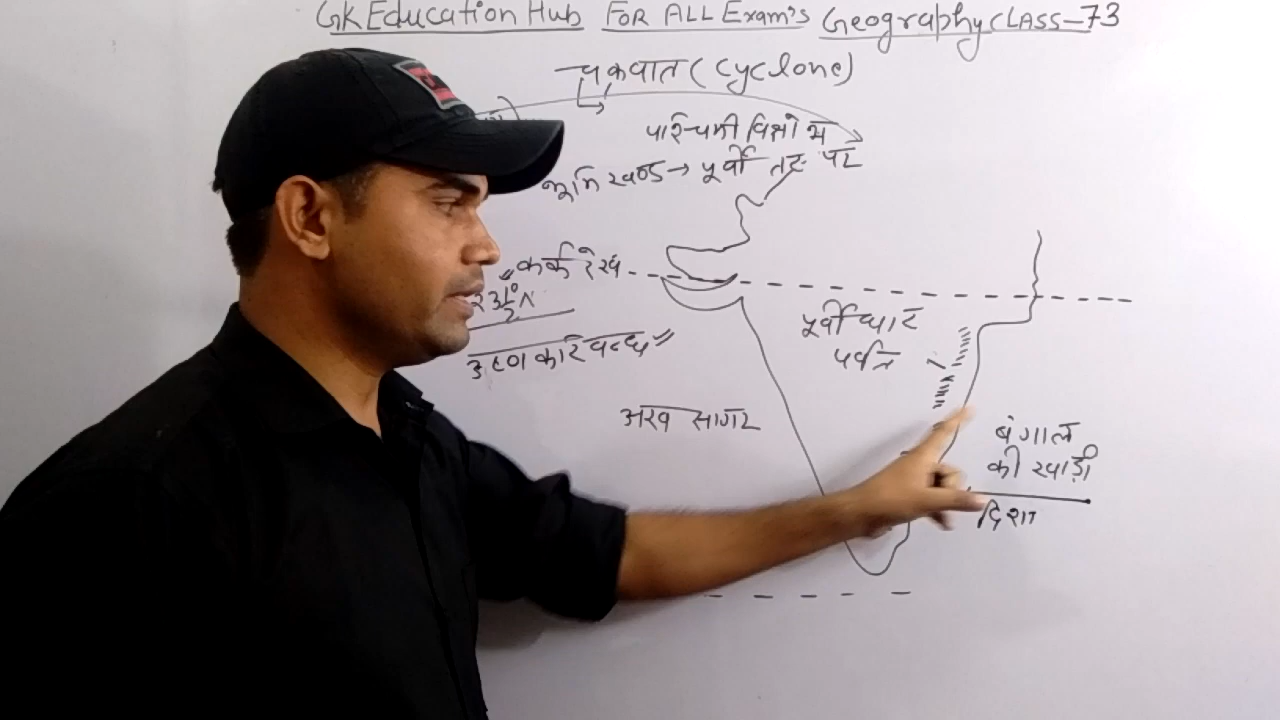 GK Education Hub For All Exam's Geography CLASS-73
चक्रवात (Cyclone)
पश्चिमी विक्षोभ
भूमि खण्ड → पूर्वी तट पर
"कर्क रेखा
23½°N
उष्ण कटिबन्ध"
पूर्वी घाट
पर्वत
अरब सागर
बंगाल
की खाड़ी
दिशा